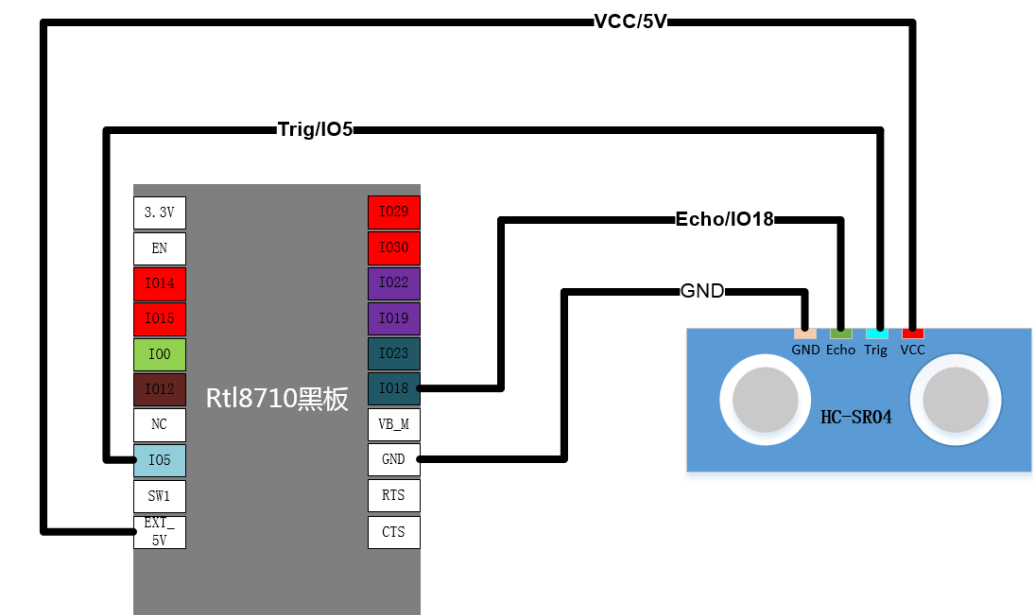 VCC/5V
Trig/IO5
Echo/IO18
GND
3.3V
EN
IO14
IO15
IO0
IO12
NC
IO5
SW1
EXT_
5V
Rtl8710黑板
IO29
IO30
IO22
IO19
IO23
IO18
VB_M
GND
RTS
CTS
GND Echo Trig VCC
HC-SR04